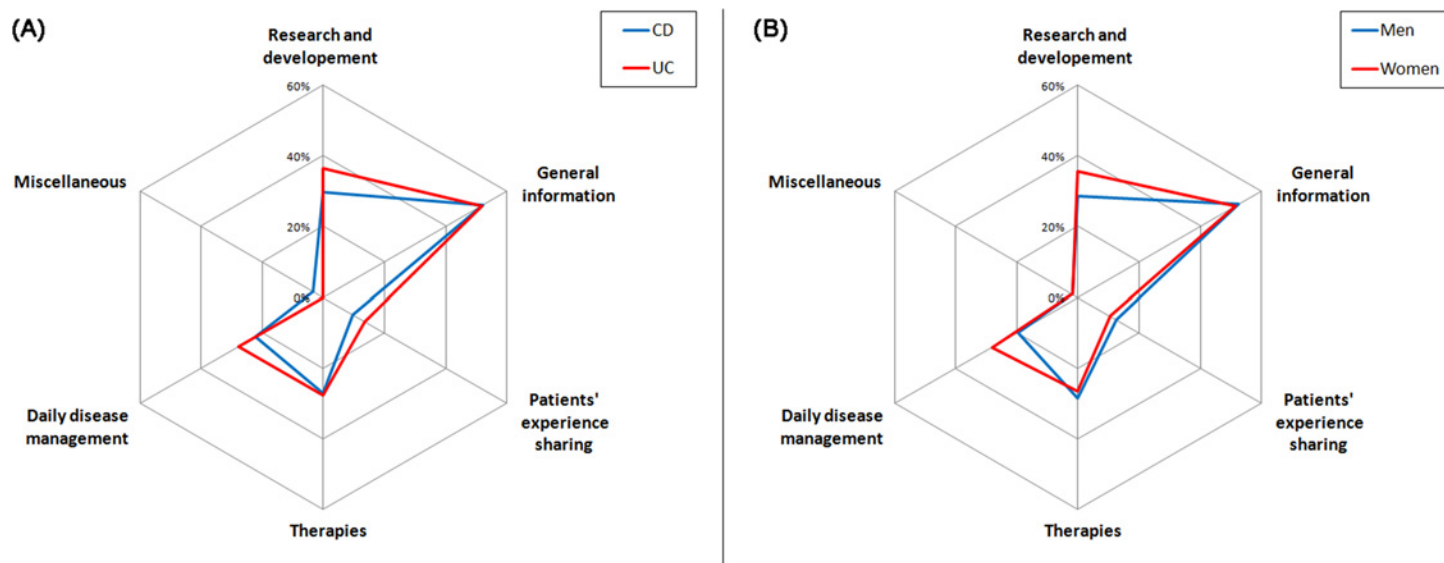 (A)
CD
UC
Research and
developement
60%
40%
20%
0%
General
information
Patients'
experience
sharing
Therapies
Daily disease
management
Miscellaneous
(B)
Men
Women
Research and
developement
60%
40%
20%
0%
General
information
Patients'
experience
sharing
Therapies
Daily disease
management
Miscellaneous